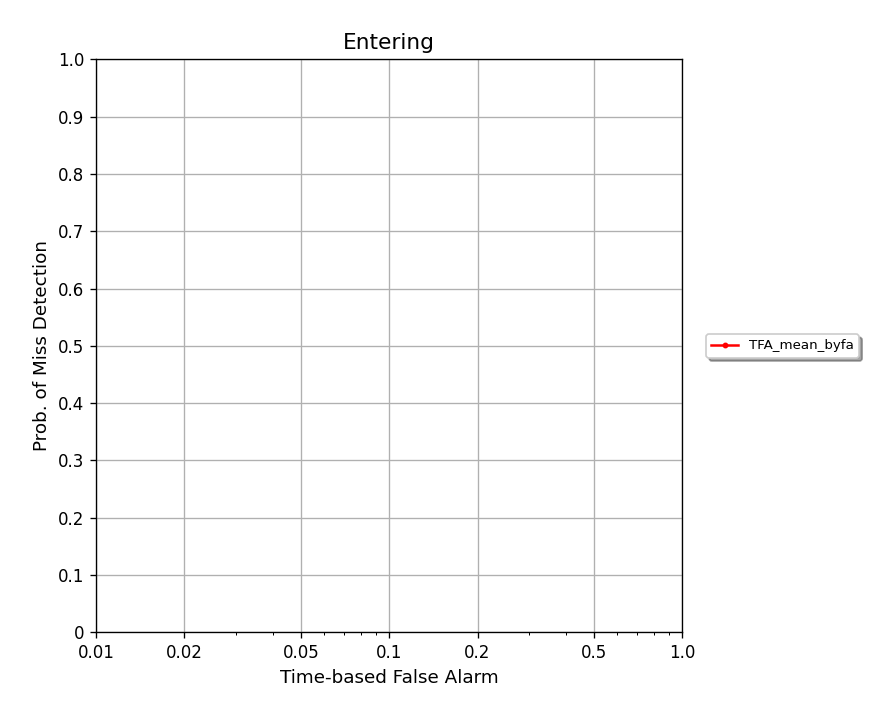 Entering
1.0
0.9
0.8
0.7
0.6
0.5
0.4
0.3
0.2
0.1
0
Prob. of Miss Detection
0.01 0.02 0.05 0.1 0.2 0.5 1.0
Time-based False Alarm
TFA_mean_byfa